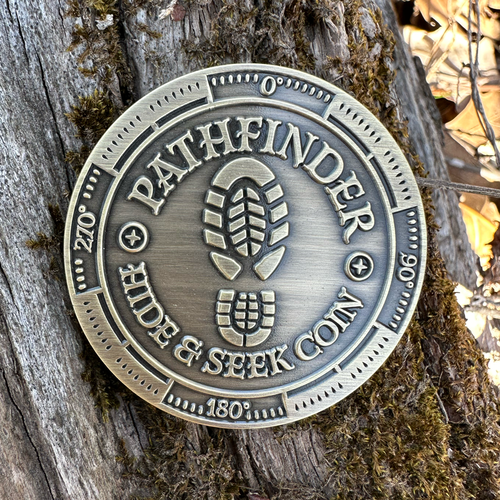 0°
PATHFINDER
270°
90°
HIDE & SEEK COIN
180°